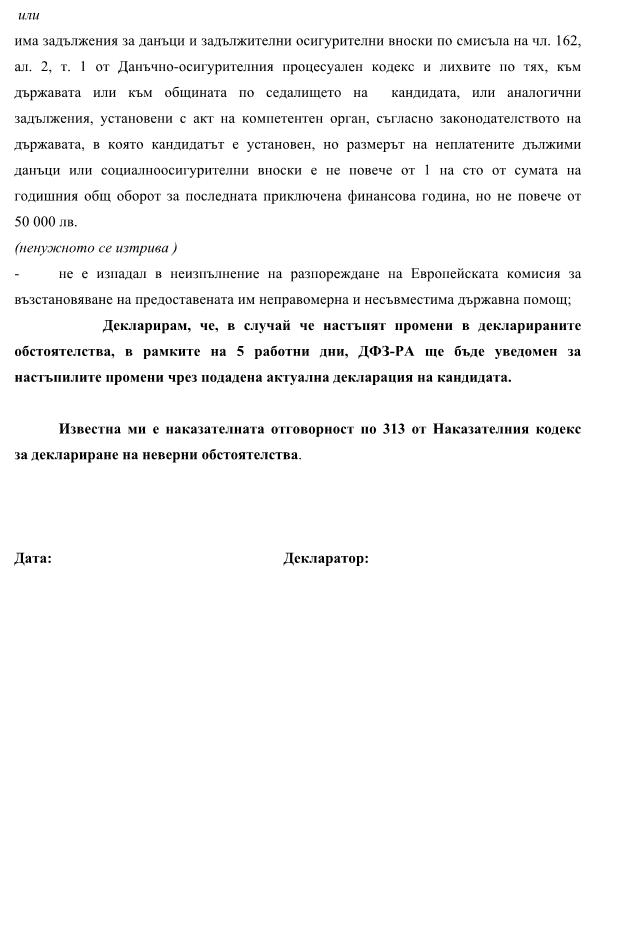 или
има задължения за данъци и задължителни осигурителни вноски по смисъла на чл. 162,
ал. 2, т. 1 от Данъчно-осигурителния процесуален кодекс и лихвите по тях, към
държавата или към общината по седалището на кандидата, или аналогични
задължения, установени с акт на компетентен орган, съгласно законодателството на
държавата, в която кандидатът е установен, но размерът на неплатените дължими
данъци или социалноосигурителни вноски е не повече от 1 на сто от сумата на
годишния общ оборот за последната приключена финансова година, но не повече от
50 000 лв.
(ненужното се изтрива )
- не е изпадал в неизпълнение на разпореждане на Европейската комисия за
възстановяване на предоставената им неправомерна и несъвместима държавна помощ;
Декларирам, че, в случай че настъпят промени в декларираните
обстоятелства, в рамките на 5 работни дни, ДФЗ-РА ще бъде уведомен за
настъпилите промени чрез подадена актуална декларация на кандидата.
Известна ми е наказателната отговорност по 313 от Наказателния кодекс
за деклариране на неверни обстоятелства.
Дата: Декларатор: